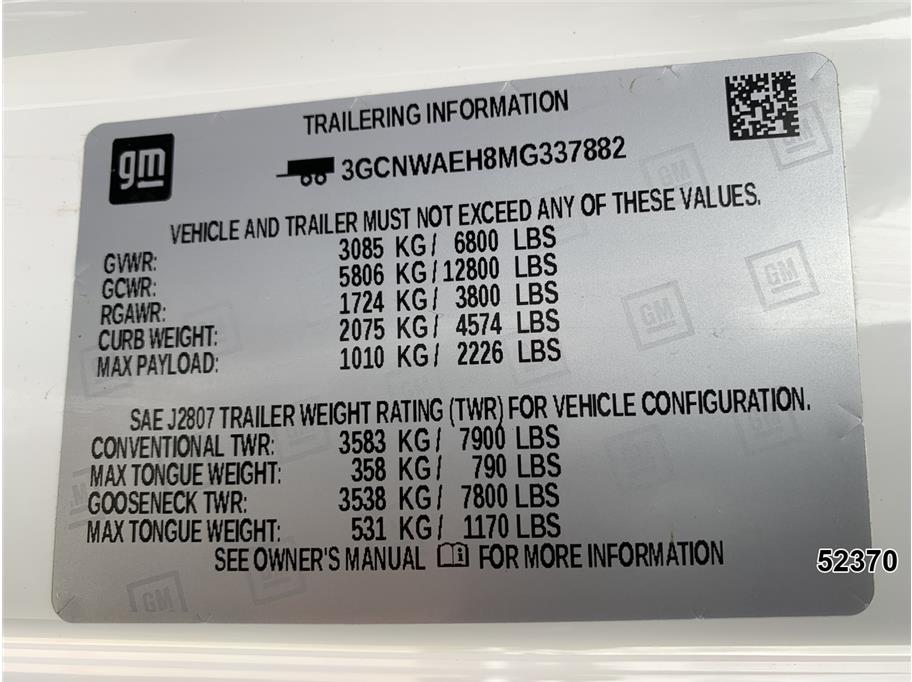 TRAILERING INFORMATION
gm
3GCNWAEH8MG337882
VEHICLE AND TRAILER MUST NOT EXCEED ANY OF THESE VALUES.
GVWR: 3085 KG/ 6800 LBS
GCWR: 5806 KG/ 12800 LBS
RGAWR: 1724 KG/ 3800 LBS
CURB WEIGHT: 2075 KG/ 4574 LBS
MAX PAYLOAD: 1010 KG/ 2226 LBS
GM
GM
SAE J2807 TRAILER WEIGHT RATING (TWR) FOR VEHICLE CONFIGURATION.
CONVENTIONAL TWR: 3583 KG/ 7900 LBS
MAX TONGUE WEIGHT: 358 KG/ 790 LBS
GOOSENECK TWR: 3538 KG/ 7800 LBS
MAX TONGUE WEIGHT: 531 KG/ 1170 LBS
SEE OWNER'S MANUAL FOR MORE INFORMATION
52370
GM